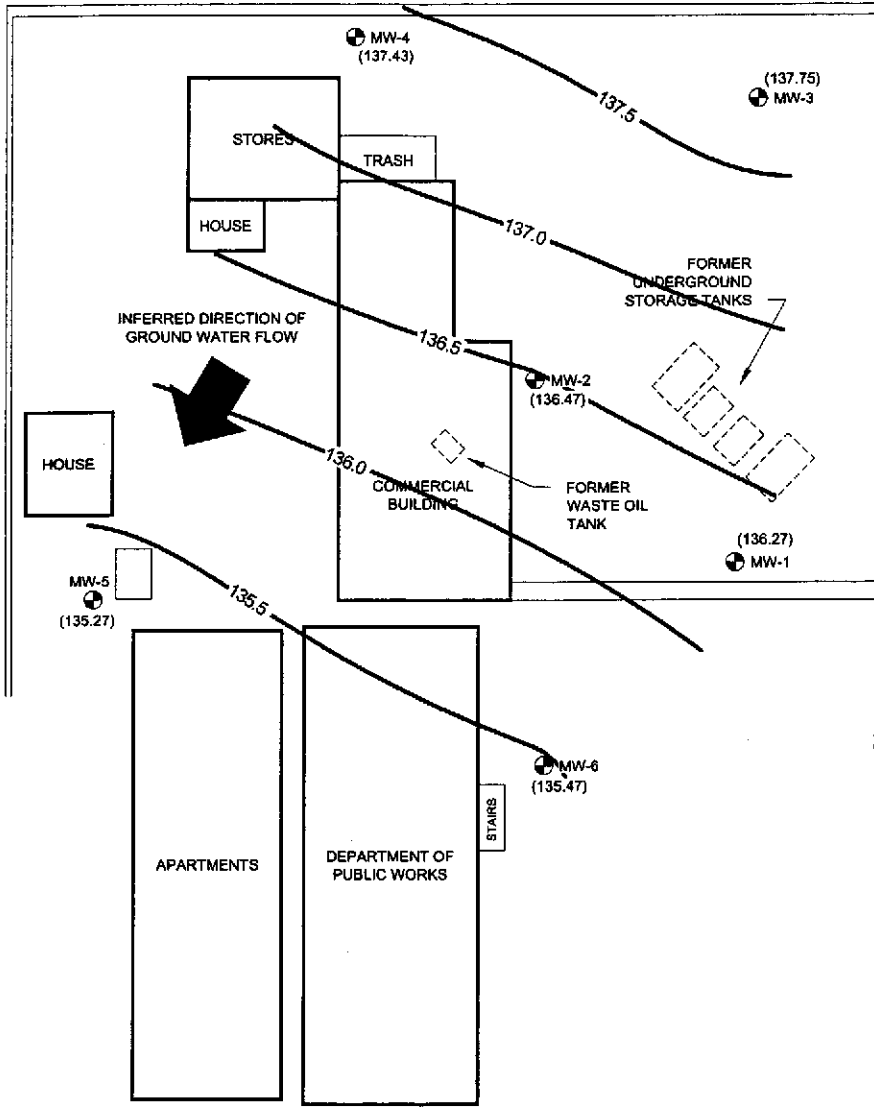 MW-4
(137.43)
(137.75)
MW-3
137.5
STORES
TRASH
HOUSE
137.0
FORMER
UNDERGROUND
STORAGE TANKS
INFERRED DIRECTION OF
GROUND WATER FLOW
136.5
MW-2
(136.47)
HOUSE
136.0
COMMERCIAL
BUILDING
FORMER
WASTE OIL
TANK
(136.27)
MW-1
MW-5
(135.27)
135.5
MW-6
(135.47)
STAIRS
APARTMENTS
DEPARTMENT OF
PUBLIC WORKS